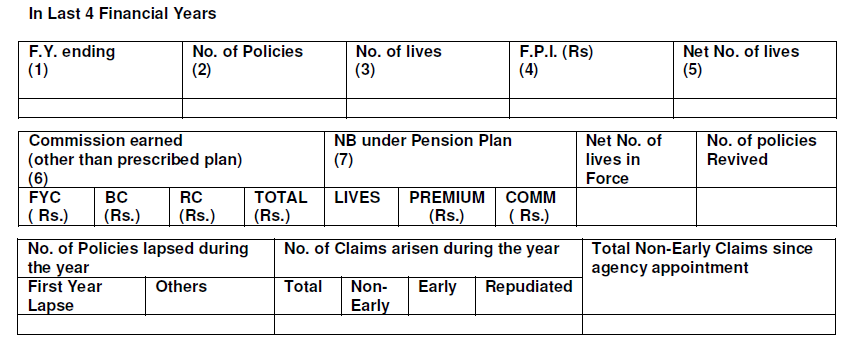 In Last 4 Financial Years
F.Y. ending No. of Policies No. of lives F.P.I. (Rs) Net No. of lives
(1) (2) (3) (4) (5)
Commission earned NB under Pension Plan Net No. of No. of policies
(other than prescribed plan) (7) lives in Revived
(6) Force
FYC BC RC TOTAL LIVES PREMIUM COMM
( Rs.) (Rs.) (Rs.) (Rs.) (Rs.) ( Rs.)
No. of Policies lapsed during No. of Claims arisen during the year Total Non-Early Claims since
the year agency appointment
First Year Others Total Non- Early Repudiated
Lapse Early